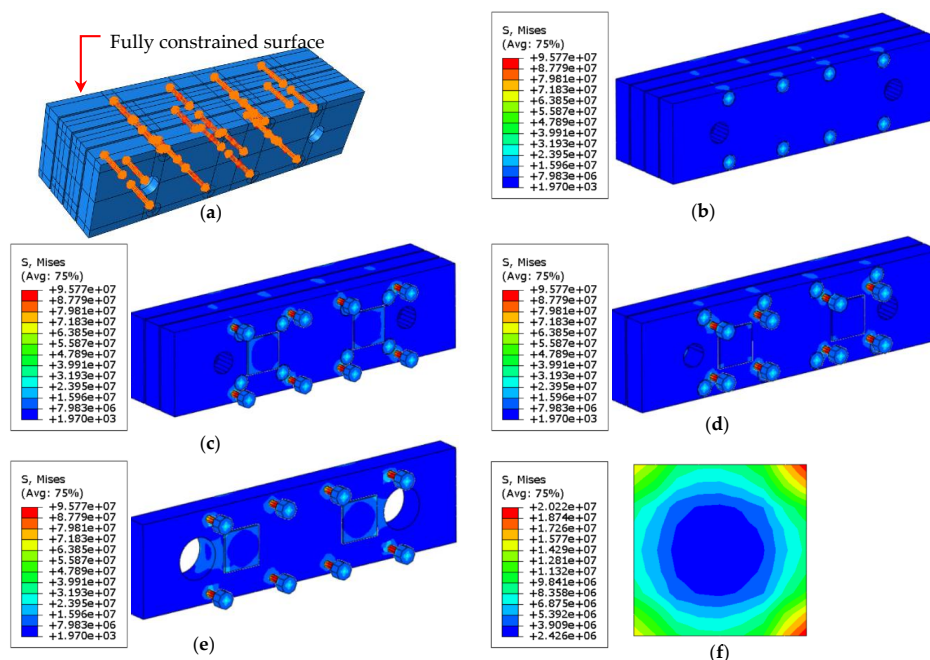 Fully constrained surface
(a)
S, Mises
(Avg: 75%)
+9.577e+07
+8.779e+07
+7.981e+07
+7.183e+07
+6.385e+07
+5.587e+07
+4.789e+07
+3.991e+07
+3.193e+07
+2.395e+07
+1.596e+07
+7.983e+06
+1.970e+03
(b)
S, Mises
(Avg: 75%)
+9.577e+07
+8.779e+07
+7.981e+07
+7.183e+07
+6.385e+07
+5.587e+07
+4.789e+07
+3.991e+07
+3.193e+07
+2.395e+07
+1.596e+07
+7.983e+06
+1.970e+03
(c)
S, Mises
(Avg: 75%)
+9.577e+07
+8.779e+07
+7.981e+07
+7.183e+07
+6.385e+07
+5.587e+07
+4.789e+07
+3.991e+07
+3.193e+07
+2.395e+07
+1.596e+07
+7.983e+06
+1.970e+03
(d)
S, Mises
(Avg: 75%)
+9.577e+07
+8.779e+07
+7.981e+07
+7.183e+07
+6.385e+07
+5.587e+07
+4.789e+07
+3.991e+07
+3.193e+07
+2.395e+07
+1.596e+07
+7.983e+06
+1.970e+03
(e)
S, Mises
(Avg: 75%)
+2.022e+07
+1.874e+07
+1.726e+07
+1.577e+07
+1.429e+07
+1.281e+07
+1.132e+07
+9.841e+06
+8.358e+06
+6.875e+06
+5.392e+06
+3.909e+06
+2.426e+06
(f)